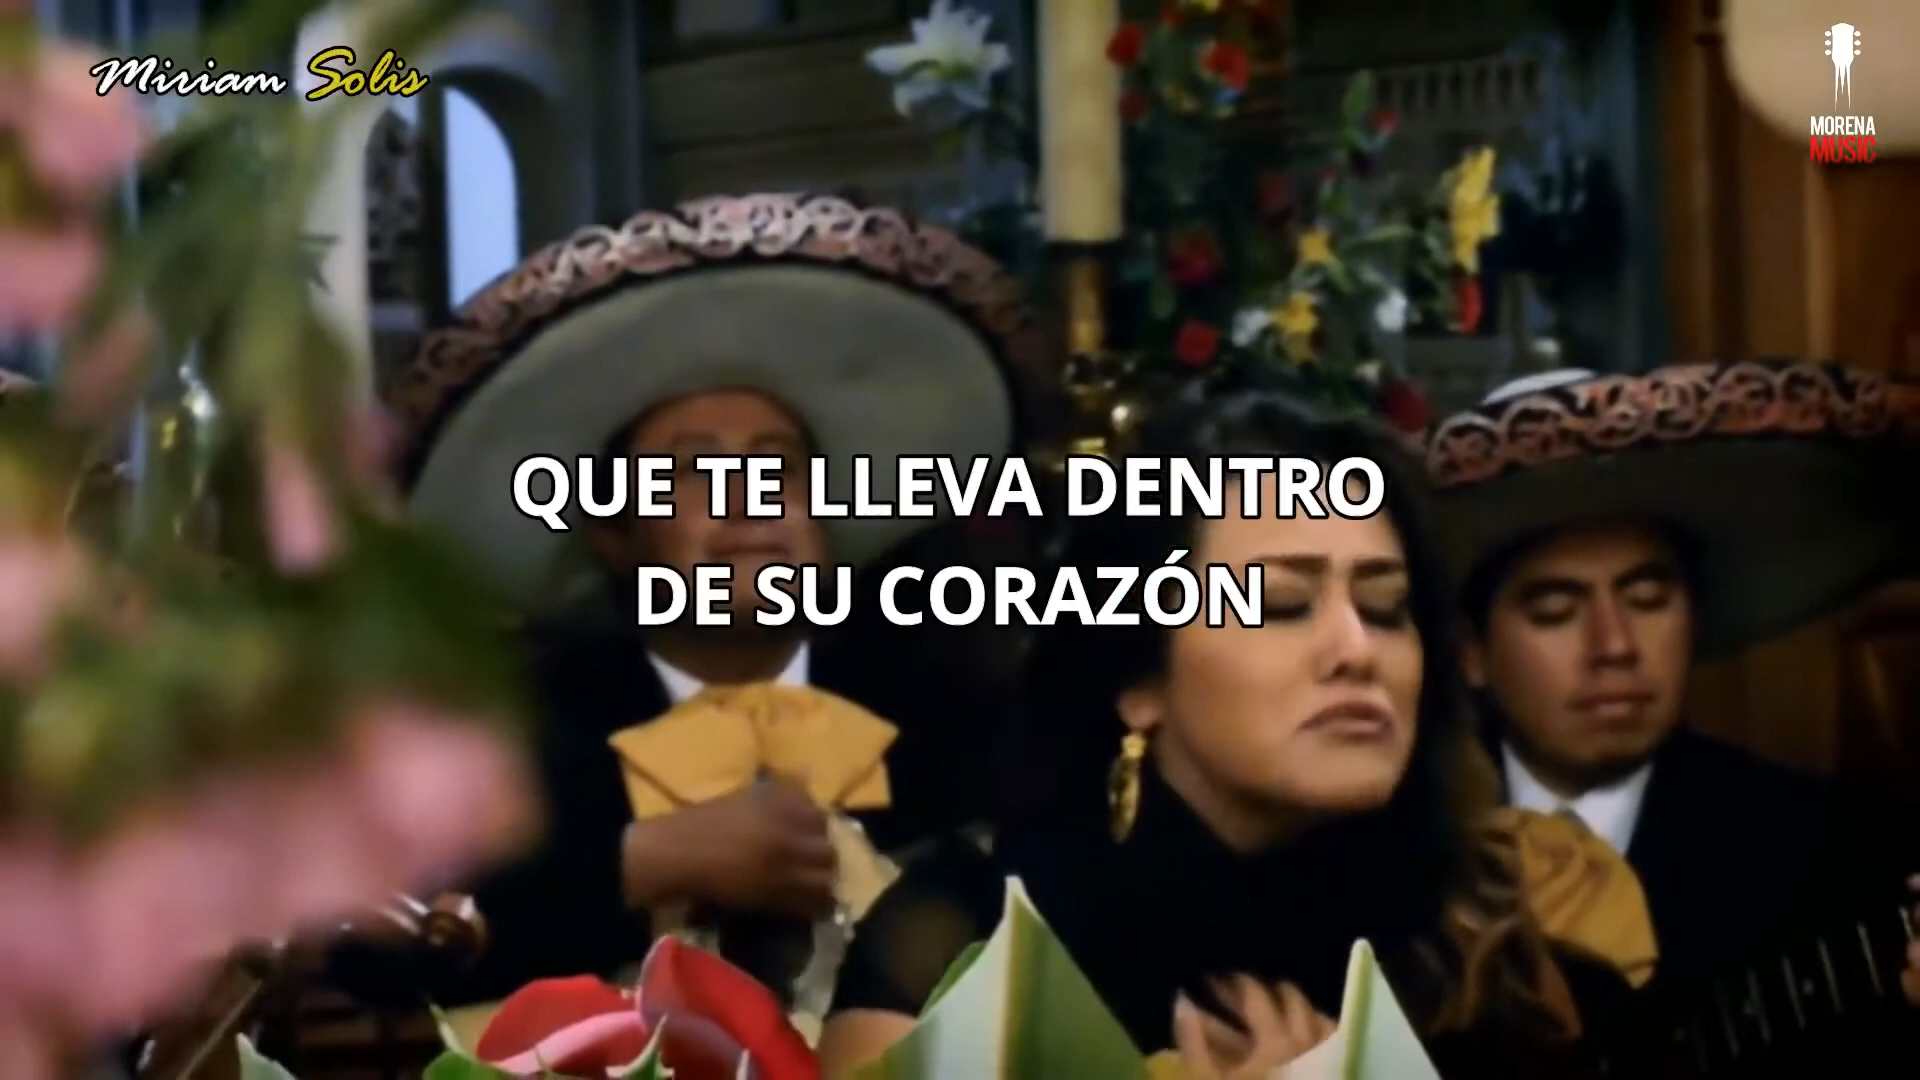 Miriam Solis
MORENA
MUSIC
QUE TE LLEVA DENTRO
DE SU CORAZÓN